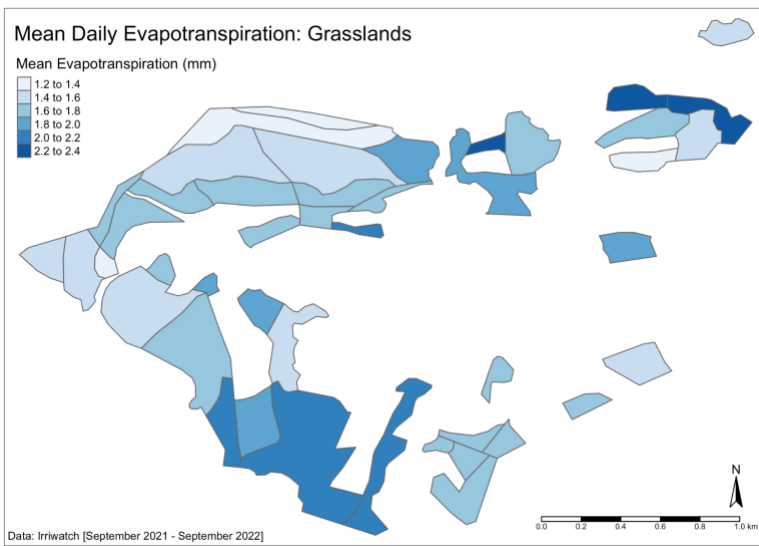 Mean Daily Evapotranspiration: Grasslands
Mean Evapotranspiration (mm)
1.2 to 1.4
1.4 to 1.6
1.6 to 1.8
1.8 to 2.0
2.0 to 2.2
2.2 to 2.4
N
0.0 0.2 0.4 0.6 0.8 1.0 km
Data: Irriwatch [September 2021 - September 2022]